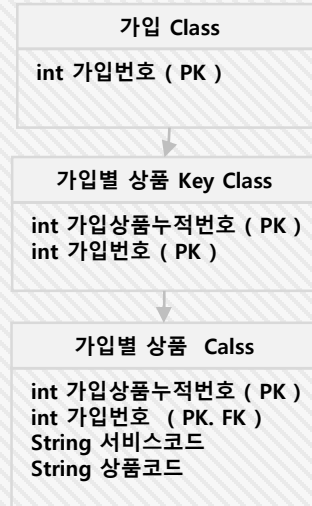 가입 Class
int 가입번호 ( PK )
가입별 상품 Key Class
int 가입상품누적번호 ( PK )
int 가입번호 ( PK )
가입별 상품 Calss
int 가입상품누적번호 ( PK )
int 가입번호 ( PK. FK )
String 서비스코드
String 상품코드